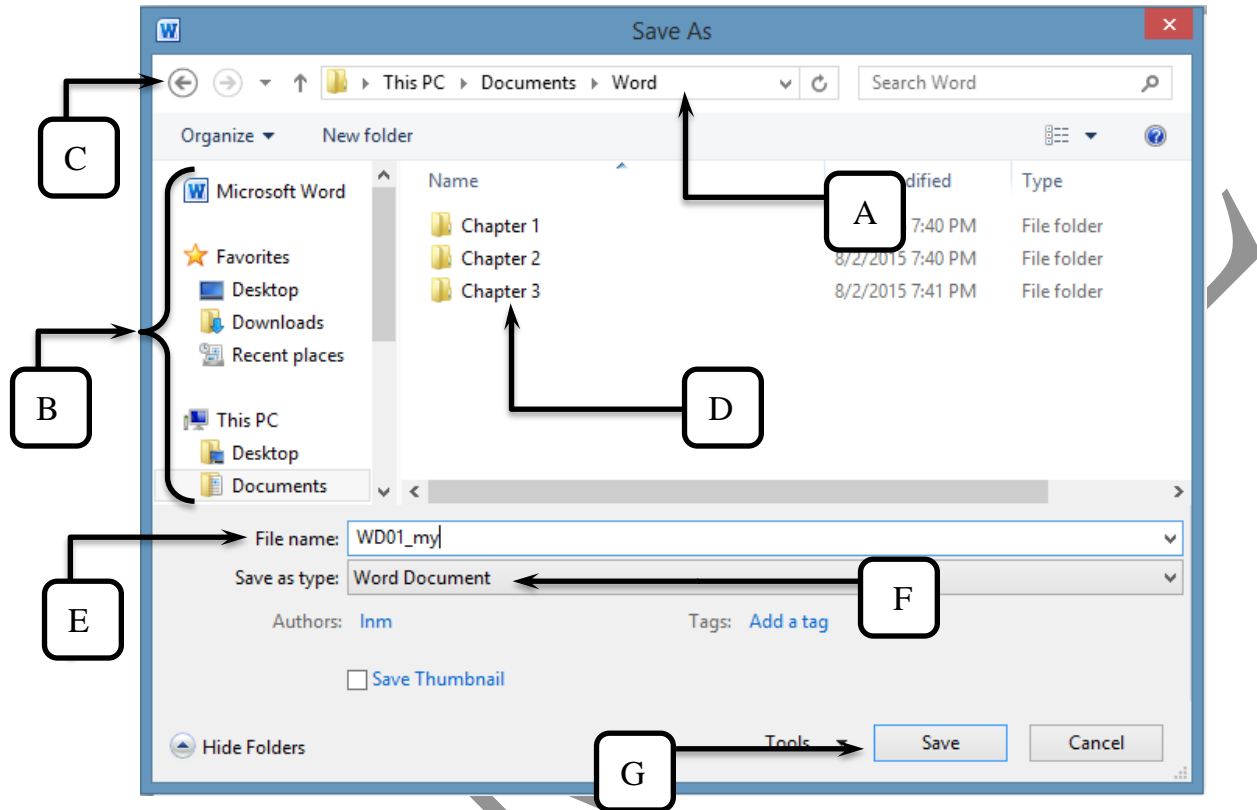 W
Save As
This PC Documents Word
Search Word
Organize
New folder
C
Microsoft Word
Favorites
Desktop
Downloads
Recent places
This PC
Desktop
Documents
B
Name
Type
A
Chapter 1
7:40 PM
File folder
Chapter 2
8/2/2015 7:40 PM
File folder
Chapter 3
8/2/2015 7:41 PM
File folder
D
File name: WD01_my
Save as type: Word Document
E
F
Authors:
Tags: Add a tag
Save Thumbnail
Hide Folders
Tools
Save
Cancel
G